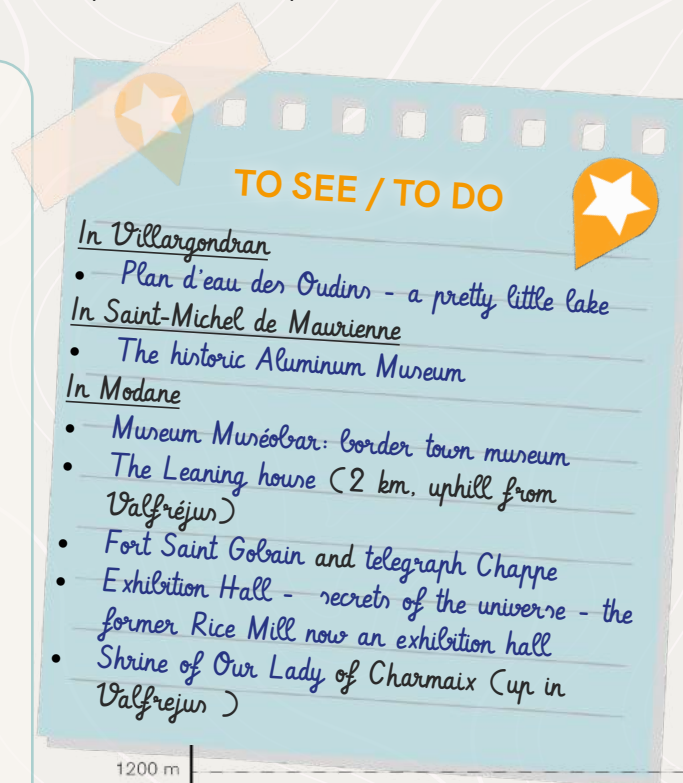 TO SEE / TO DO
In Villargondran
• Plan d'eau des Oudins - a pretty little lake
In Saint-Michel de Maurienne
• The historic Aluminum Museum
In Modane
• Museum Muséobar: border town museum
• The Leaning house (2 km, uphill from
Valfréjus)
• Fort Saint Gobain and telegraph Chappe
• Exhibition Hall - secrets of the universe - the
former Rice Mill now an exhibition hall
• Shrine of Our Lady of Charmaix (up in
Valfrejus )
1200 m